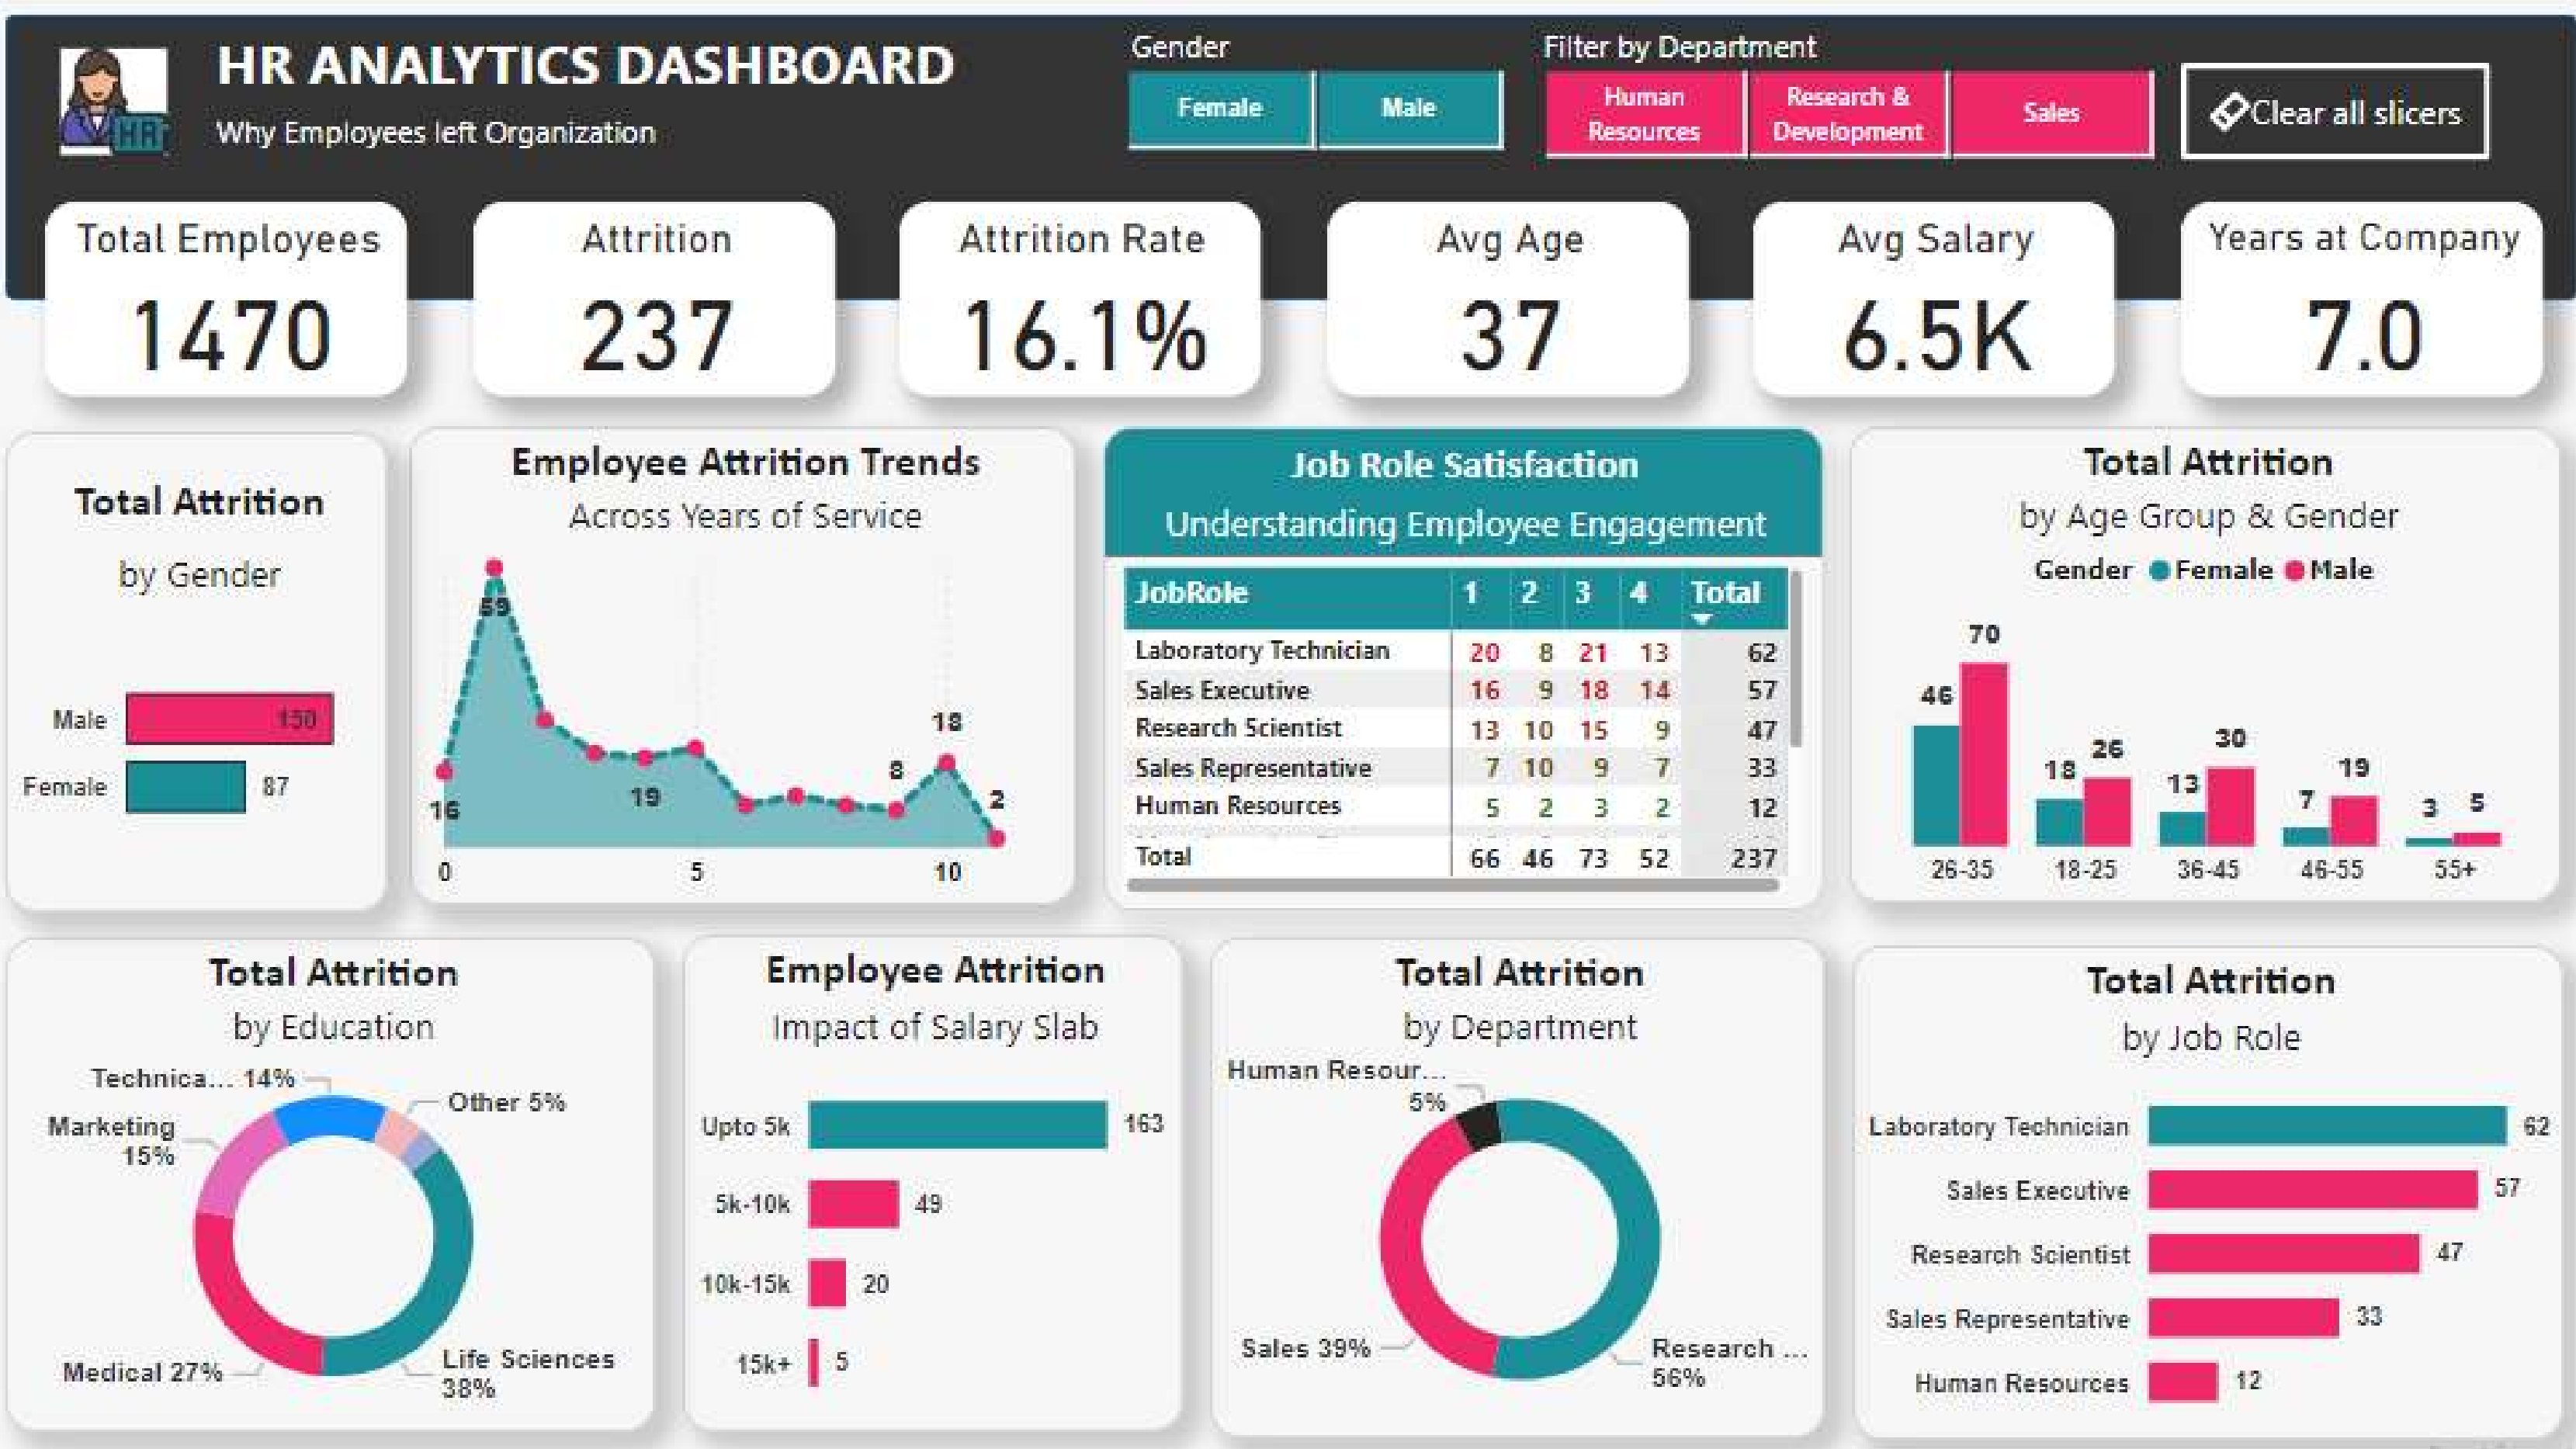 HR ANALYTICS DASHBOARD
Why Employees left Organization
HR
Gender
Female
Male
Filter by Department
Human
Resources
Research &
Development
Sales
Clear all slicers
Total Employees
1470
Attrition
237
Attrition Rate
16.1%
Avg Age
37
Avg Salary
6.5K
Years at Company
7.0
Total Attrition
by Gender
Male 150
Female 87
Employee Attrition Trends
Across Years of Service
59
18
8
19
2
16
0 5 10
Job Role Satisfaction
Understanding Employee Engagement
JobRole 1 2 3 4 Total
Laboratory Technician 20 8 21 13 62
Sales Executive 16 9 18 14 57
Research Scientist 13 10 15 9 47
Sales Representative 7 10 9 7 33
Human Resources 5 2 3 2 12
Total 66 46 73 52 237
Total Attrition
by Age Group & Gender
Gender Female Male
46 70
18 26
13 30
7 19
3 5
26-35 18-25 36-45 46-55 55+
Total Attrition
by Education
Technica... 14%
Other 5%
Marketing
15%
Medical 27%
Life Sciences
38%
Employee Attrition
Impact of Salary Slab
Upto 5k 163
5k-10k 49
10k-15k 20
15k+ 5
Total Attrition
by Department
Human Resour...
5%
Sales 39%
Research ...
56%
Total Attrition
by Job Role
Laboratory Technician 62
Sales Executive 57
Research Scientist 47
Sales Representative 33
Human Resources 12